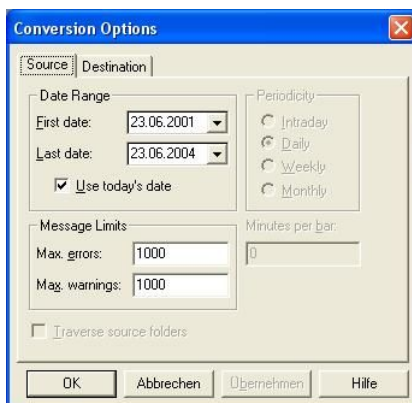 Conversion Options
Source
Destination
Date Range
First date:
23.06.2001
Last date:
23.06.2004
Use today's date
Periodicity
Intraday
Daily
Weekly
Monthly
Message Limits
Max. errors:
1000
Max. warnings:
1000
Minutes per bar:
0
Traverse source folders
OK
Abbrechen
Übernehmen
Hilfe